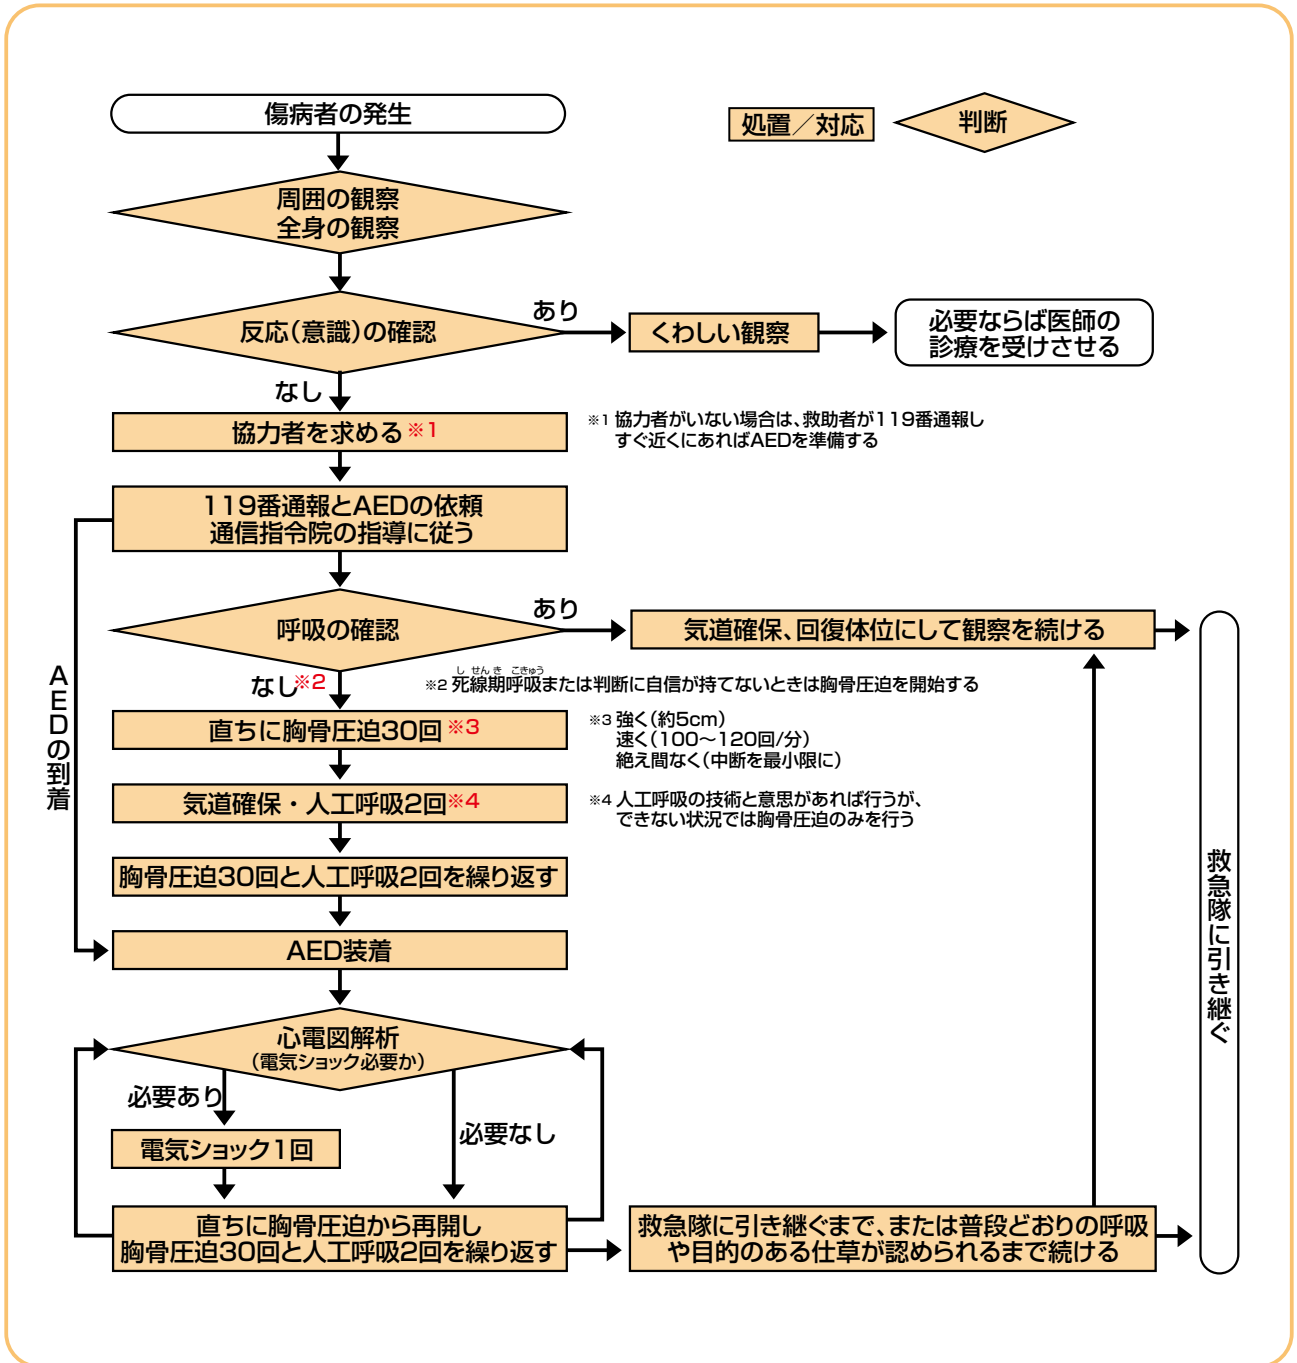 傷病者の発生
処置／対応
判断
周囲の観察
全身の観察
反応(意識)の確認
あり
くわしい観察
必要ならば医師の
診療を受けさせる
なし
協力者を求める※1
※1 協力者がいない場合は、救助者が119番通報し
すぐ近くにあればAEDを準備する
119番通報とAEDの依頼
通信指令院の指導に従う
呼吸の確認
あり
気道確保、回復体位にして観察を続ける
なし※2
し せん き こきゅう
※2 死線期呼吸または判断に自信が持てないときは胸骨圧迫を開始する
直ちに胸骨圧迫30回※3
※3 強く(約5cm)
速く(100〜120回/分)
絶え間なく(中断を最小限に)
気道確保・人工呼吸2回※4
※4 人工呼吸の技術と意思があれば行うが、
できない状況では胸骨圧迫のみを行う
胸骨圧迫30回と人工呼吸2回を繰り返す
AEDの到着
AED装着
心電図解析
(電気ショック必要か)
必要あり
必要なし
電気ショック1回
直ちに胸骨圧迫から再開し
胸骨圧迫30回と人工呼吸2回を繰り返す
救急隊に引き継ぐまで、または普段どおりの呼吸
や目的のある仕草が認められるまで続ける
救急隊に引き継ぐ